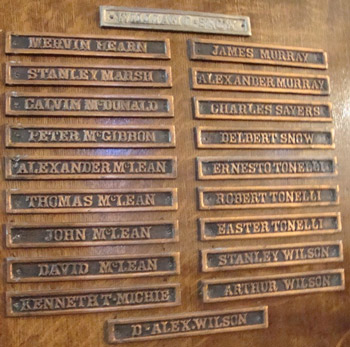 MERVIN HEARN
STANLEY MARSH
CALVIN McDONALD
PETER McGIBBON
ALEXANDER McLEAN
THOMAS McLEAN
JOHN McLEAN
DAVID McLEAN
KENNETH T. MICHIE
JAMES MURRAY
ALEXANDER MURRAY
CHARLES SAYERS
DELBERT SNOW
ERNESTO TONELLI
ROBERT TONELLI
EASTER TONELLI
STANLEY WILSON
ARTHUR WILSON
D. ALEX. WILSON